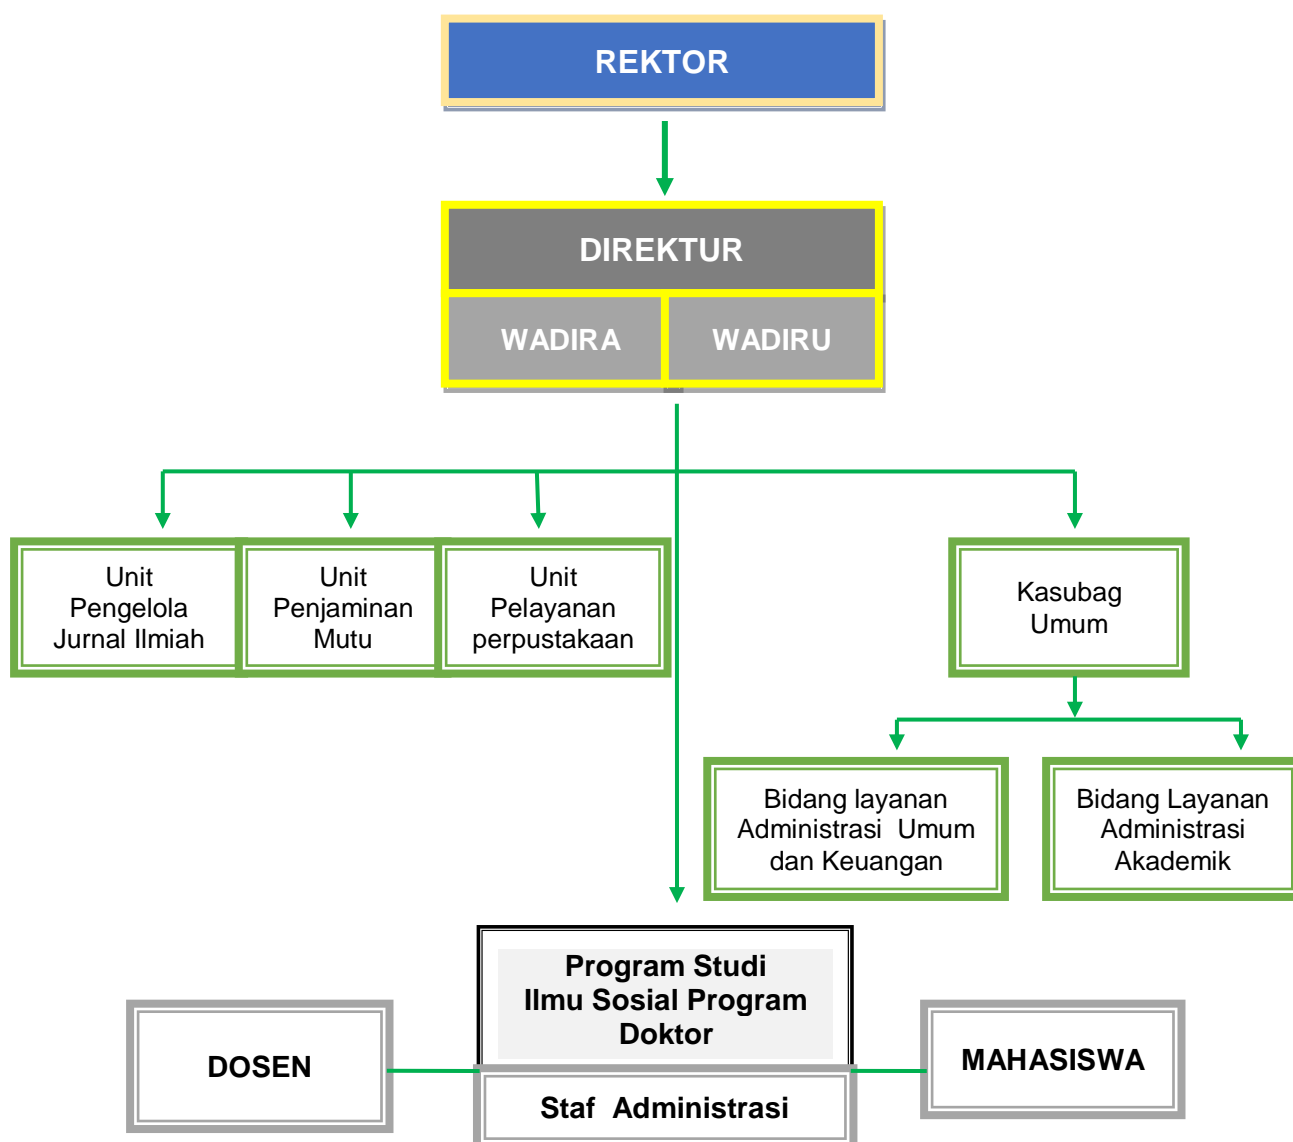 REKTOR
DIREKTUR
WADIRA
WADIRU
Unit
Pengelola
Jurnal Ilmiah
Unit
Penjaminan
Mutu
Unit
Pelayanan
perpustakaan
Kasubag
Umum
Bidang layanan
Administrasi Umum
dan Keuangan
Bidang Layanan
Administrasi
Akademik
Program Studi
Ilmu Sosial Program
Doktor
DOSEN
MAHASISWA
Staf Administrasi